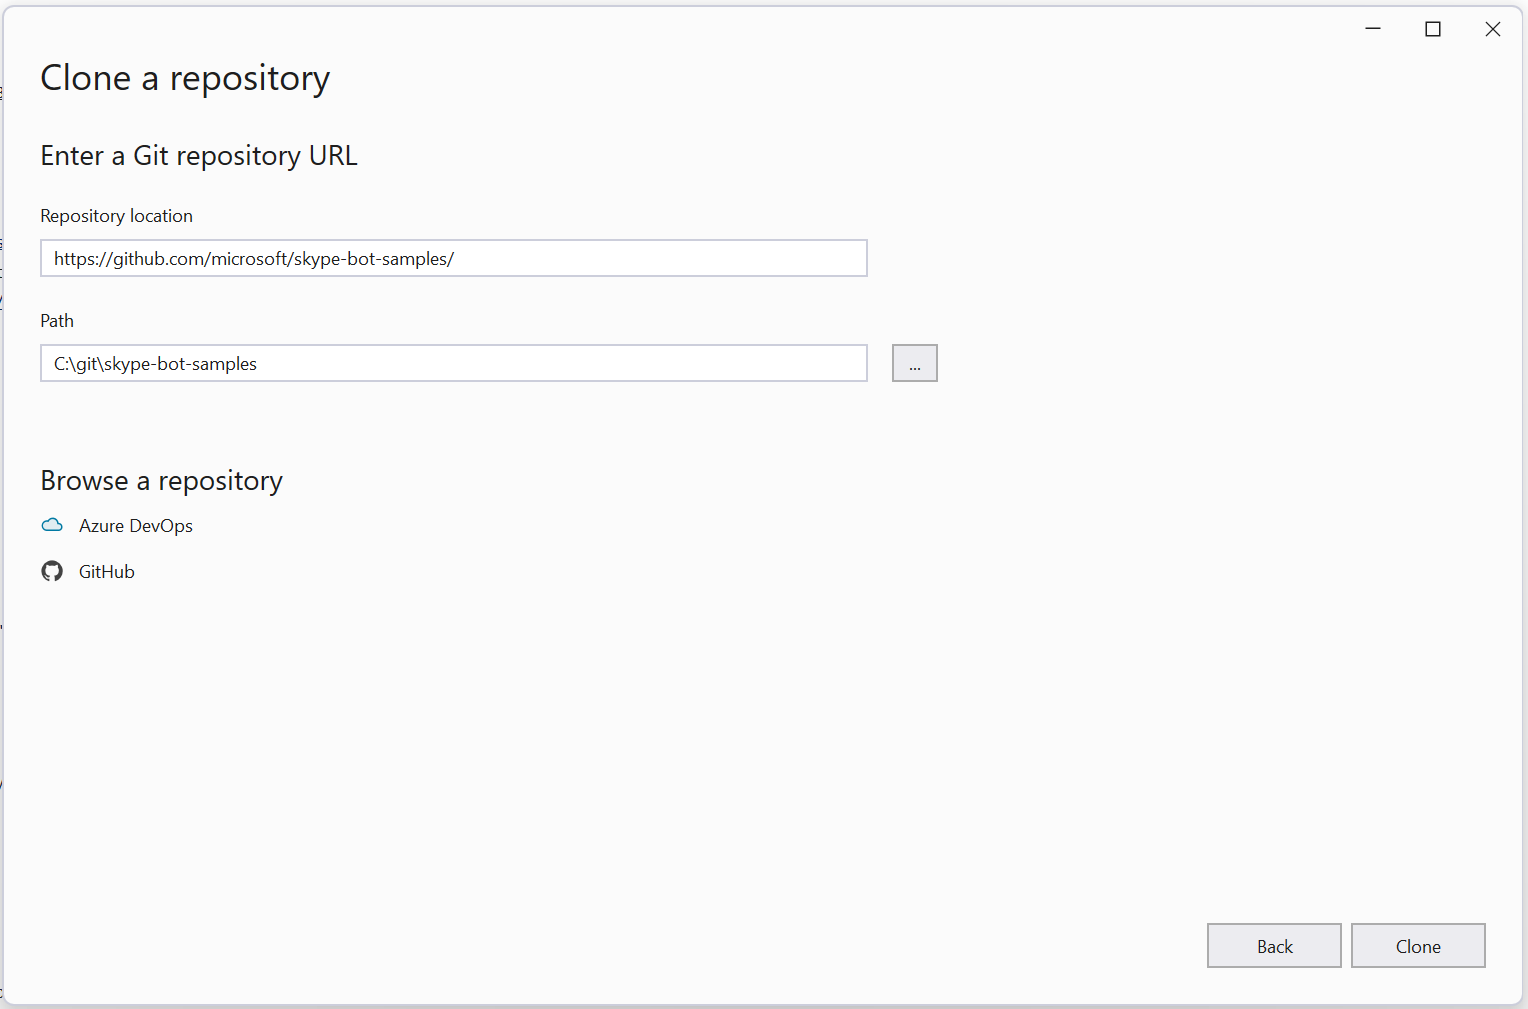 Clone a repository
Enter a Git repository URL
Repository location
https://github.com/microsoft/skype-bot-samples/
Path
C:\git\skype-bot-samples
...
Browse a repository
Azure DevOps
GitHub
Back
Clone